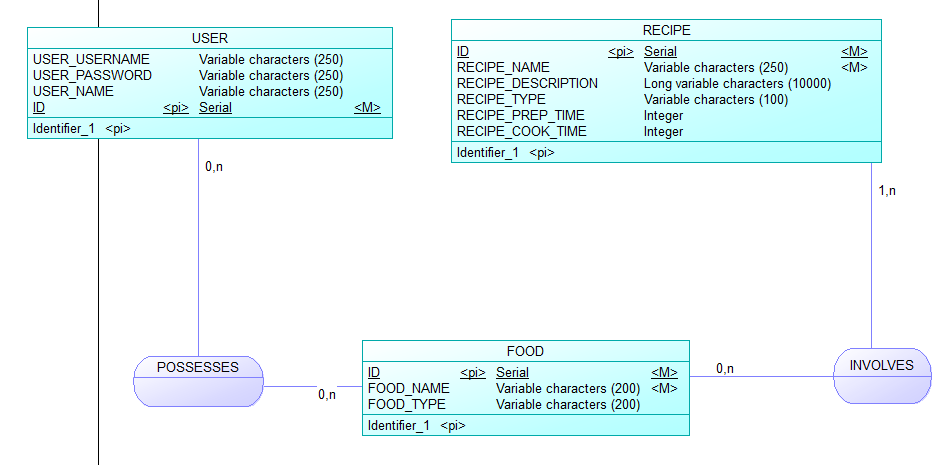 USER
USER_USERNAME Variable characters (250)
USER_PASSWORD Variable characters (250)
USER_NAME Variable characters (250)
ID <pi> Serial <M>
Identifier_1 <pi>
RECIPE
ID <pi> Serial <M>
RECIPE_NAME Variable characters (250) <M>
RECIPE_DESCRIPTION Long variable characters (10000)
RECIPE_TYPE Variable characters (100)
RECIPE_PREP_TIME Integer
RECIPE_COOK_TIME Integer
Identifier_1 <pi>
0,n
1,n
POSSESSES
0,n
FOOD
ID <pi> Serial <M>
FOOD_NAME Variable characters (200) <M>
FOOD_TYPE Variable characters (200)
Identifier_1 <pi>
0,n
INVOLVES